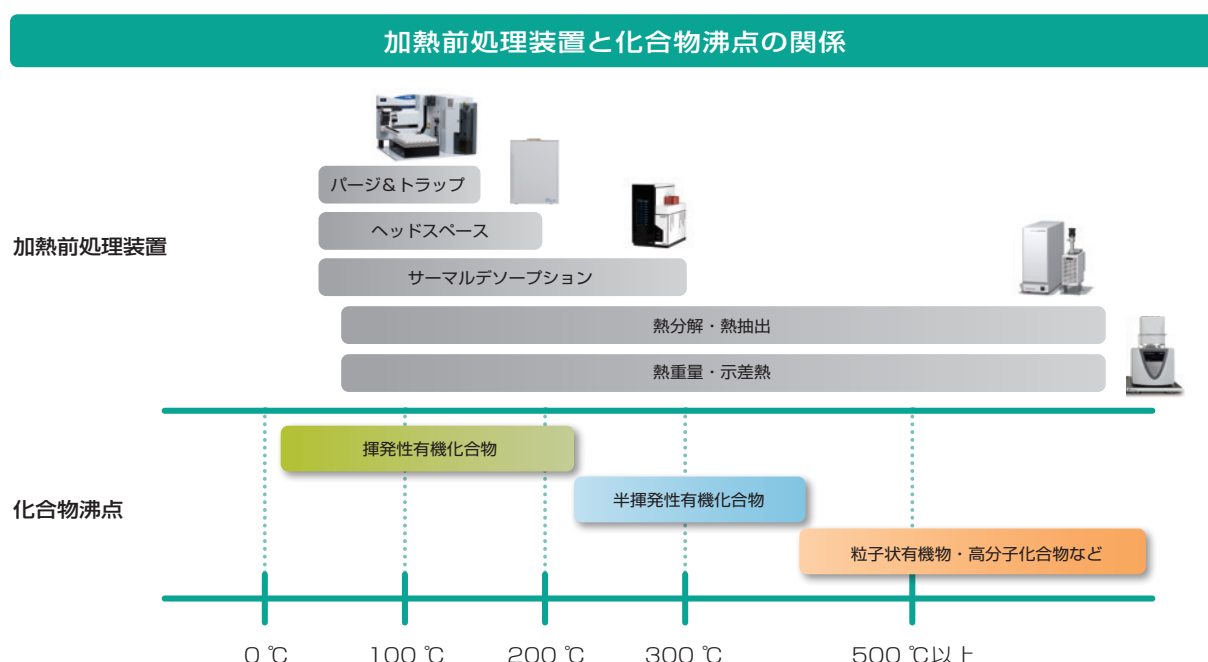 加熱前処理装置と化合物沸点の関係
パージ&トラップ
ヘッドスペース
加熱前処理装置
サーマルデソープション
熱分解・熱抽出
熱重量・示差熱
揮発性有機化合物
半揮発性有機化合物
化合物沸点
粒子状有機物・高分子化合物など
0 ℃ 100 ℃ 200 ℃ 300 ℃ 500 ℃以上